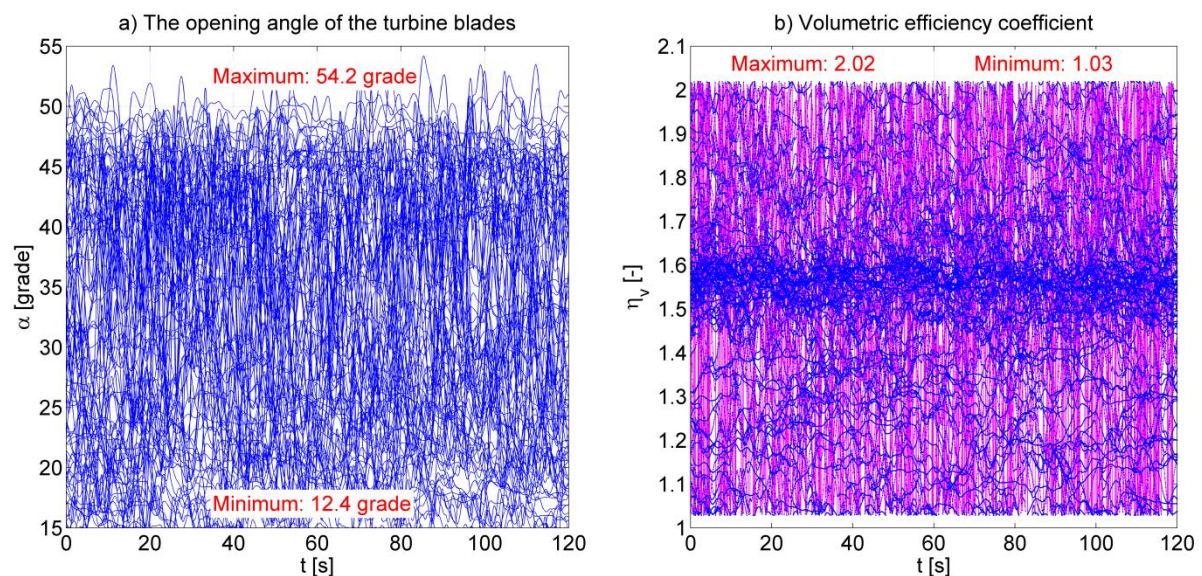 a) The opening angle of the turbine blades
55
50
45
40
35
30
25
20
15
α [grade]
Maximum: 54.2 grade
Minimum: 12.4 grade
0 20 40 60 80 100 120
t [s]
b) Volumetric efficiency coefficient
2.1
2
1.9
1.8
1.7
1.6
1.5
1.4
1.3
1.2
1.1
1
η_v [-]
Maximum: 2.02 Minimum: 1.03
0 20 40 60 80 100 120
t [s]